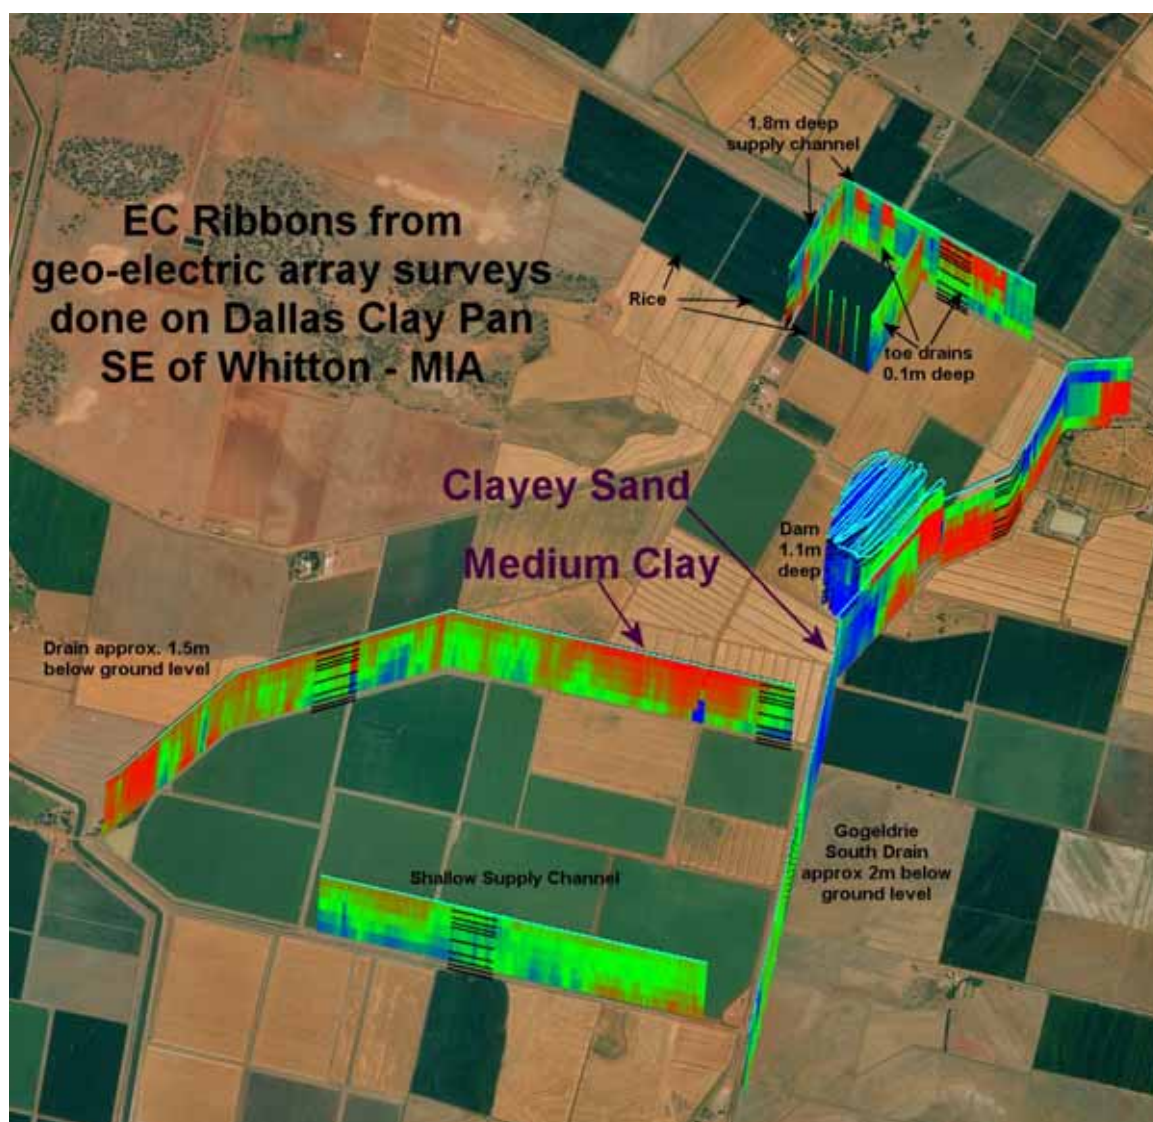 1.8m deep
supply channel
EC Ribbons from
geo-electric array surveys
done on Dallas Clay Pan
SE of Whitton - MIA
Rice
toe drains
0.1m deep
Clayey Sand
Dam
1.1m
deep
Medium Clay
Drain approx. 1.5m
below ground level
Gogeldrie
South Drain
approx 2m below
ground level
Shallow Supply Channel